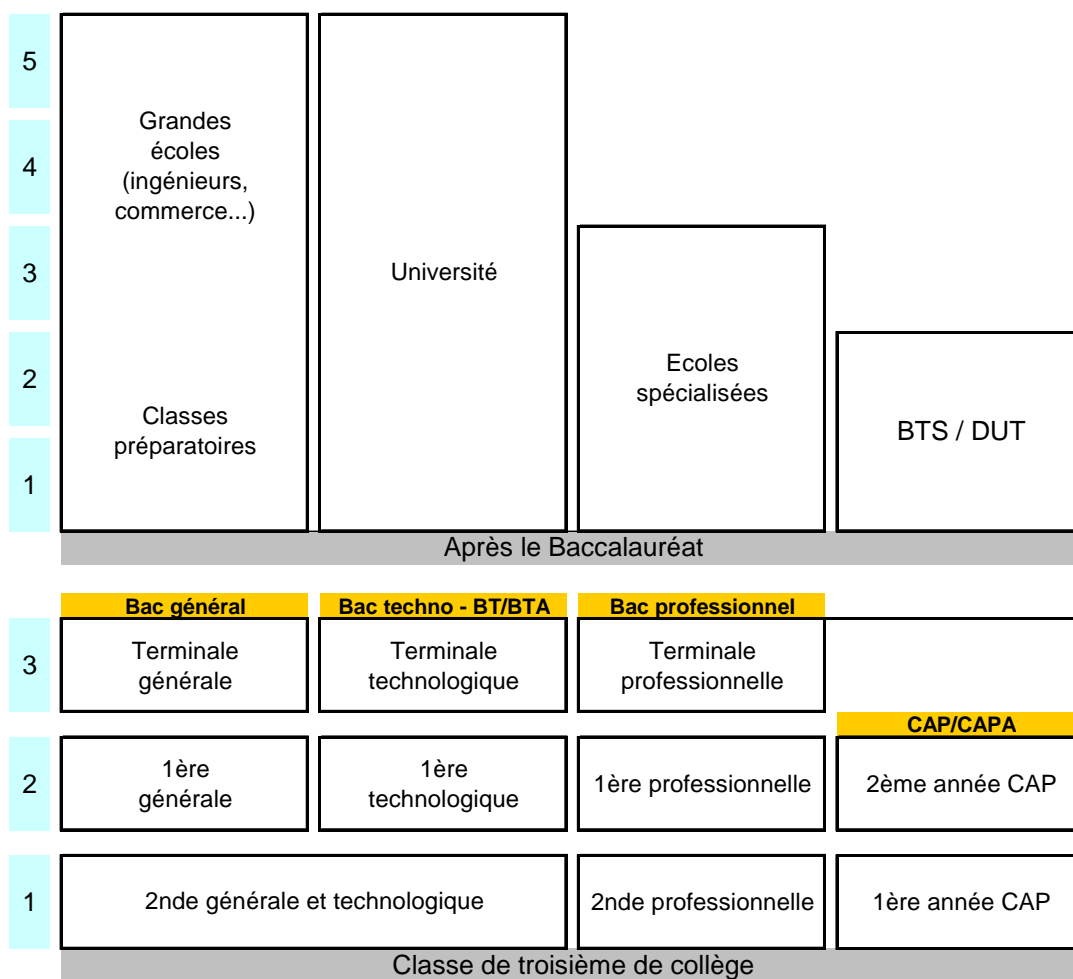 5
4
3
2
1
Grandes
écoles
(ingénieurs,
commerce...)
Classes
préparatoires
Université
Ecoles
spécialisées
BTS / DUT
Après le Baccalauréat
Bac général
Bac techno - BT/BTA
Bac professionnel
3
Terminale
générale
Terminale
technologique
Terminale
professionnelle
CAP/CAPA
2
1ère
générale
1ère
technologique
1ère professionnelle
2ème année CAP
1
2nde générale et technologique
2nde professionnelle
1ère année CAP
Classe de troisième de collège